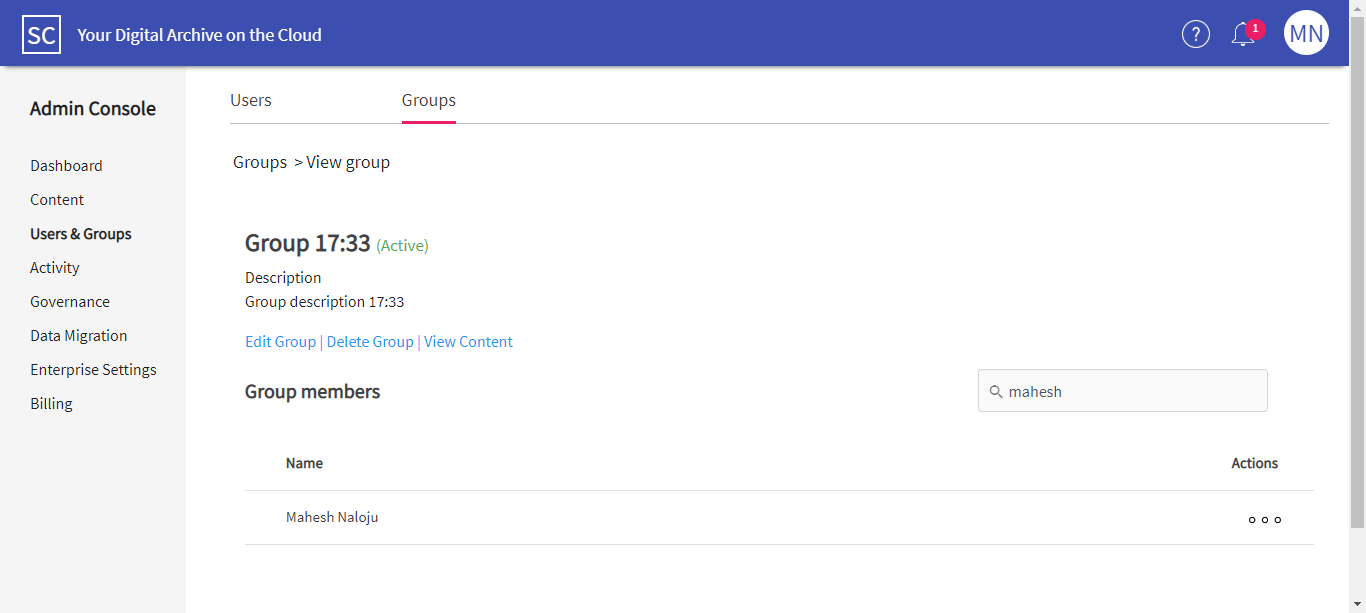 SC Your Digital Archive on the Cloud ? 1 MN
Admin Console
Dashboard
Content
Users & Groups
Activity
Governance
Data Migration
Enterprise Settings
Billing
Users Groups
Groups > View group
Group 17:33 (Active)
Description
Group description 17:33
Edit Group | Delete Group | View Content
Group members mahesh
Name Actions
Mahesh Naloju